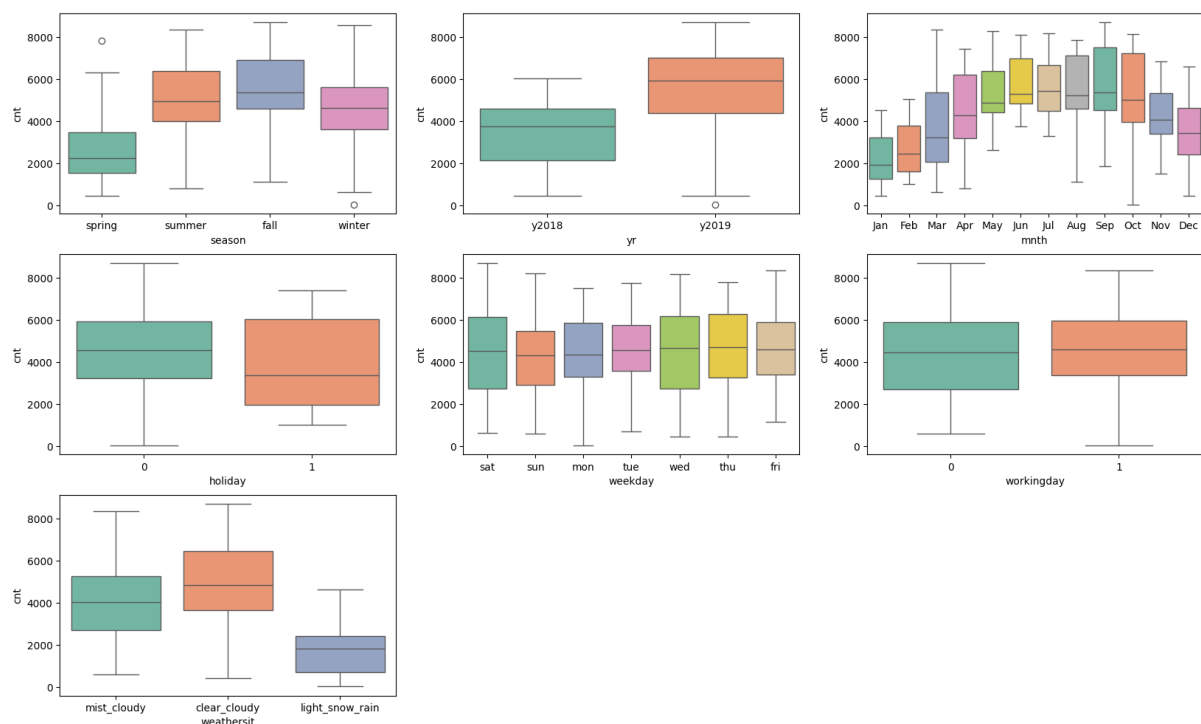 cnt
8000
6000
4000
2000
0
spring summer fall winter
season
cnt
8000
6000
4000
2000
0
y2018 y2019
yr
cnt
8000
6000
4000
2000
0
Jan Feb Mar Apr May Jun Jul Aug Sep Oct Nov Dec
mnth
cnt
8000
6000
4000
2000
0
0 1
holiday
cnt
8000
6000
4000
2000
0
sat sun mon tue wed thu fri
weekday
cnt
8000
6000
4000
2000
0
0 1
workingday
cnt
8000
6000
4000
2000
0
mist_cloudy clear_cloudy light_snow_rain
weathersit